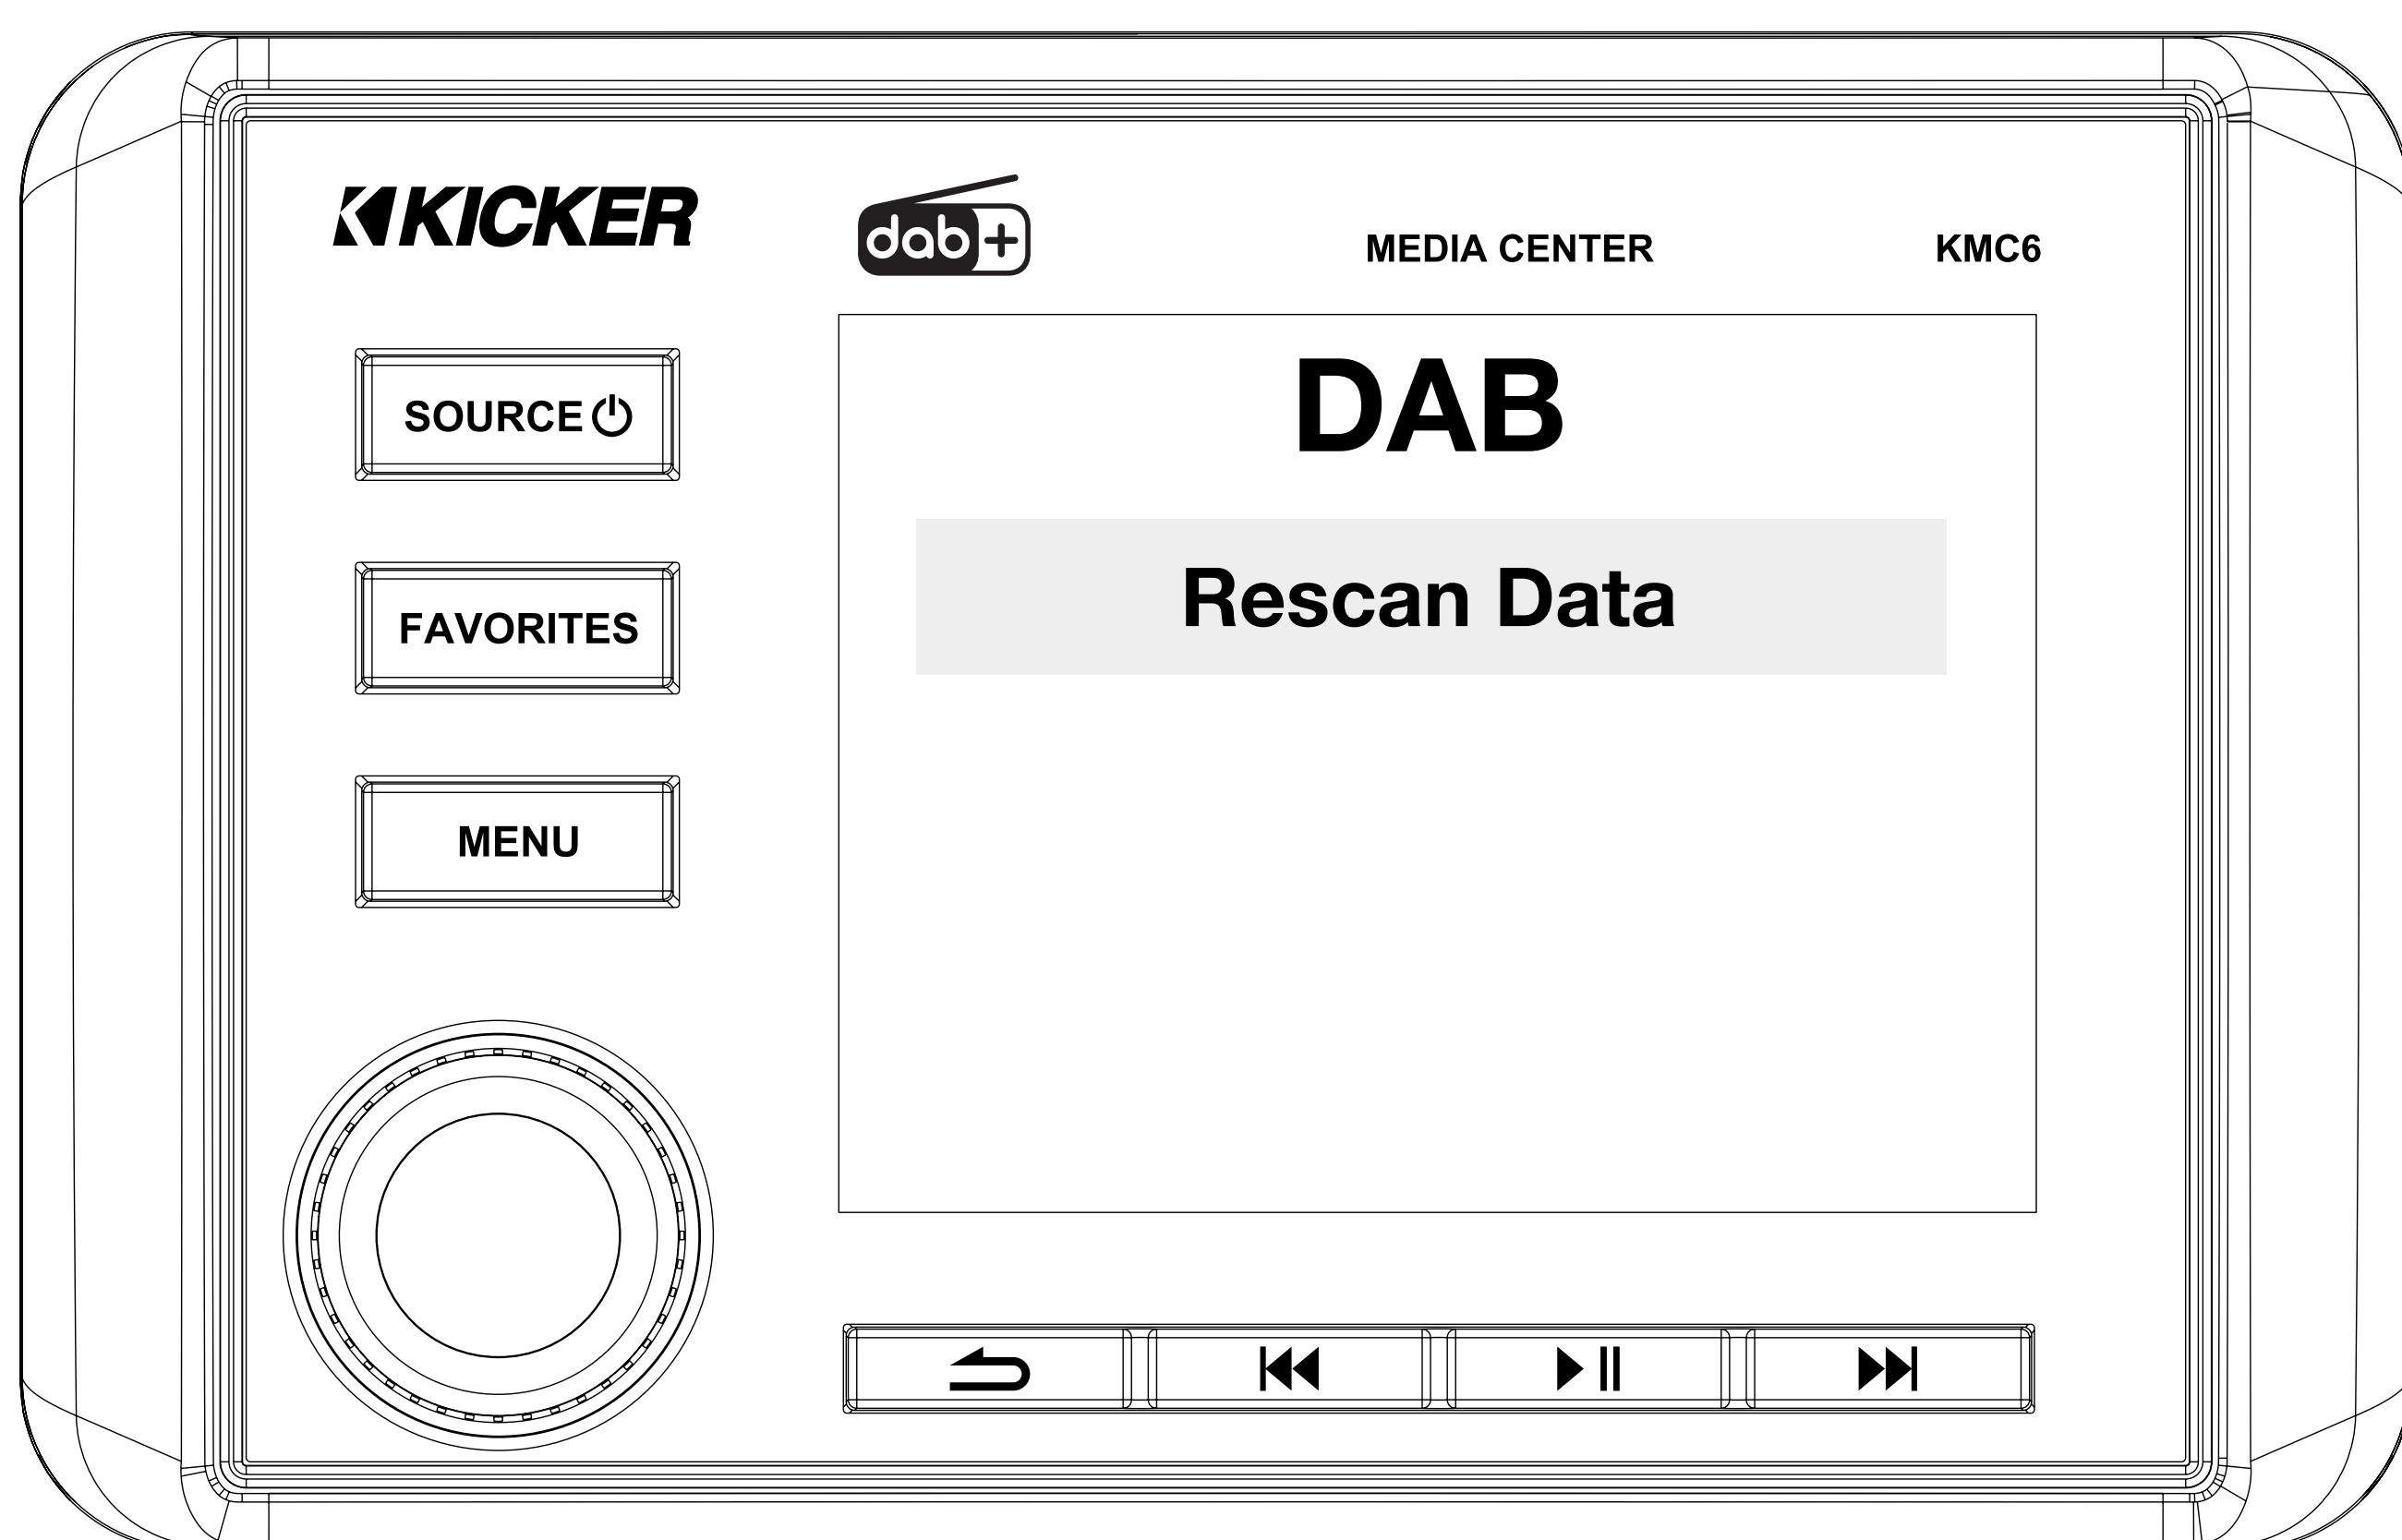 KICKER
dab+
MEDIA CENTER
KMC6
SOURCE
FAVORITES
MENU
DAB
Rescan Data